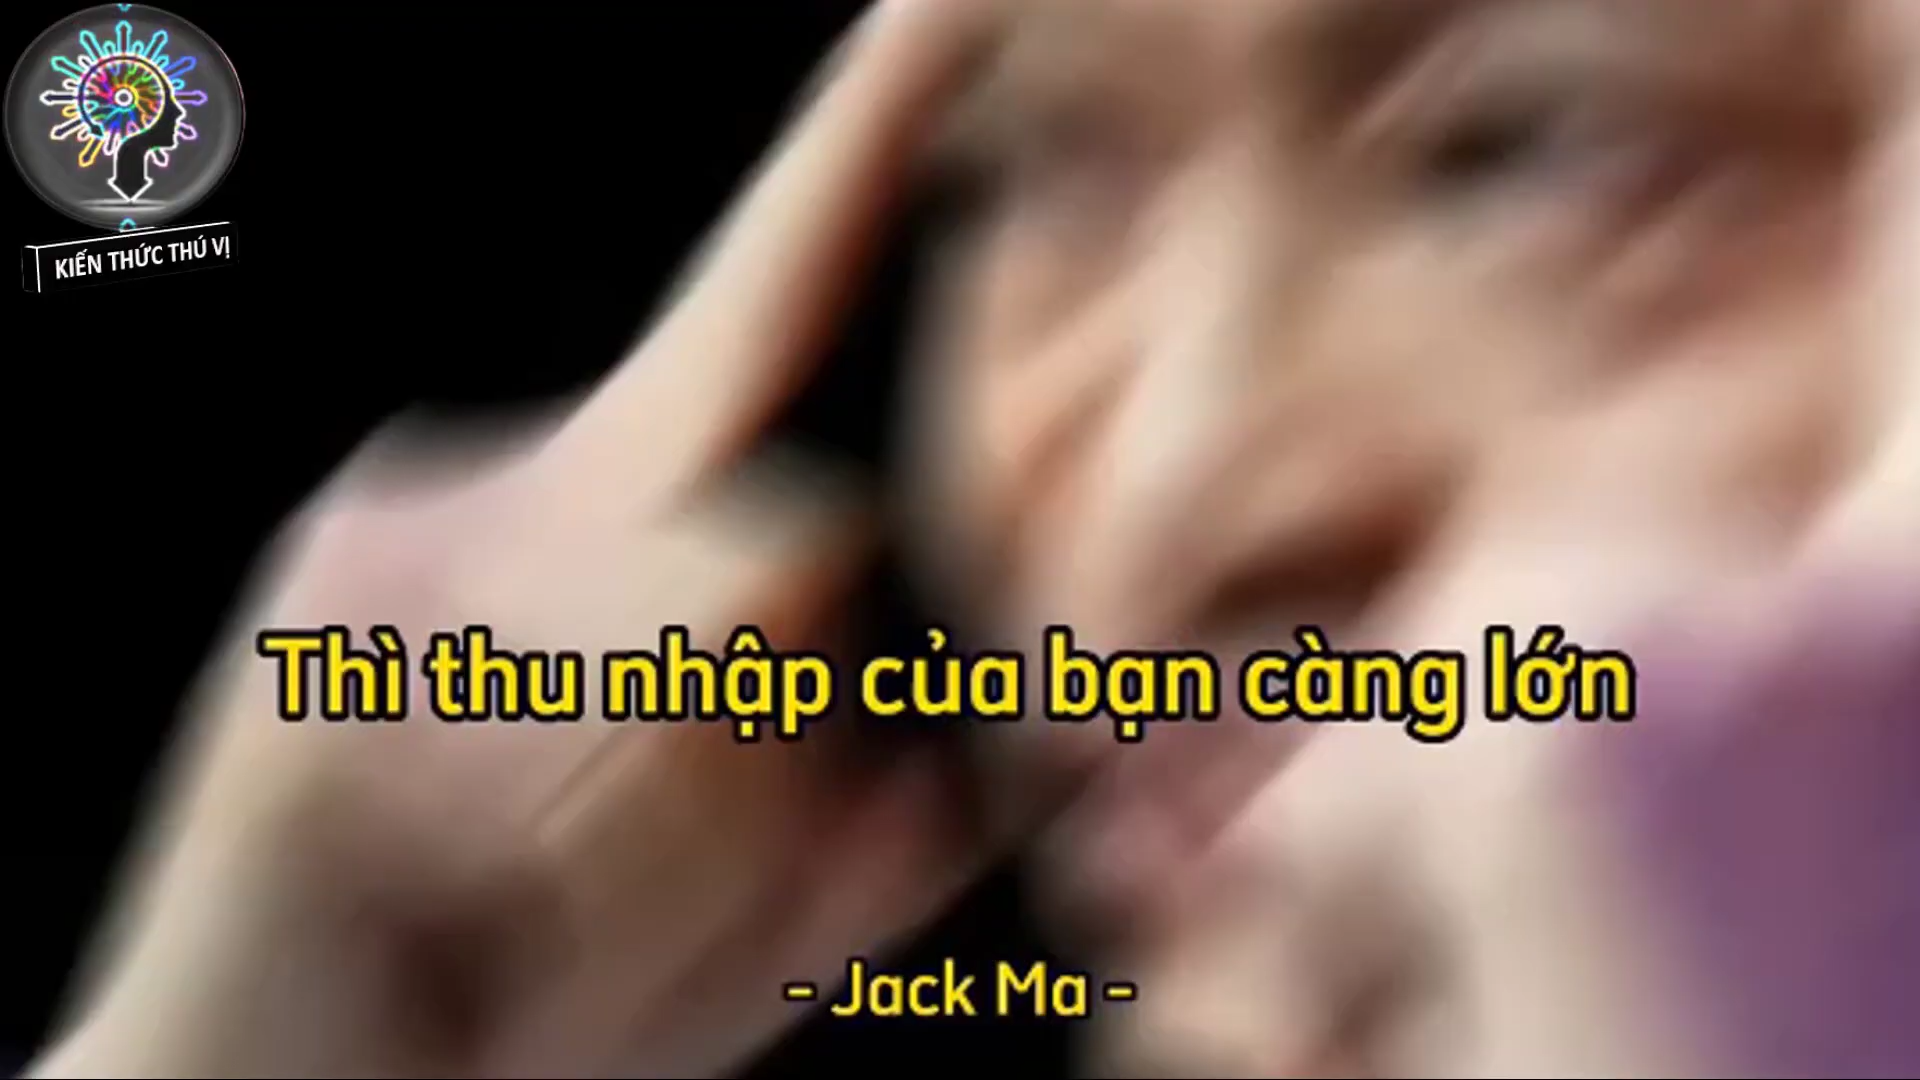 KIẾN THỨC THÚ VỊ
Thì thu nhập của bạn càng lớn
- Jack Ma -